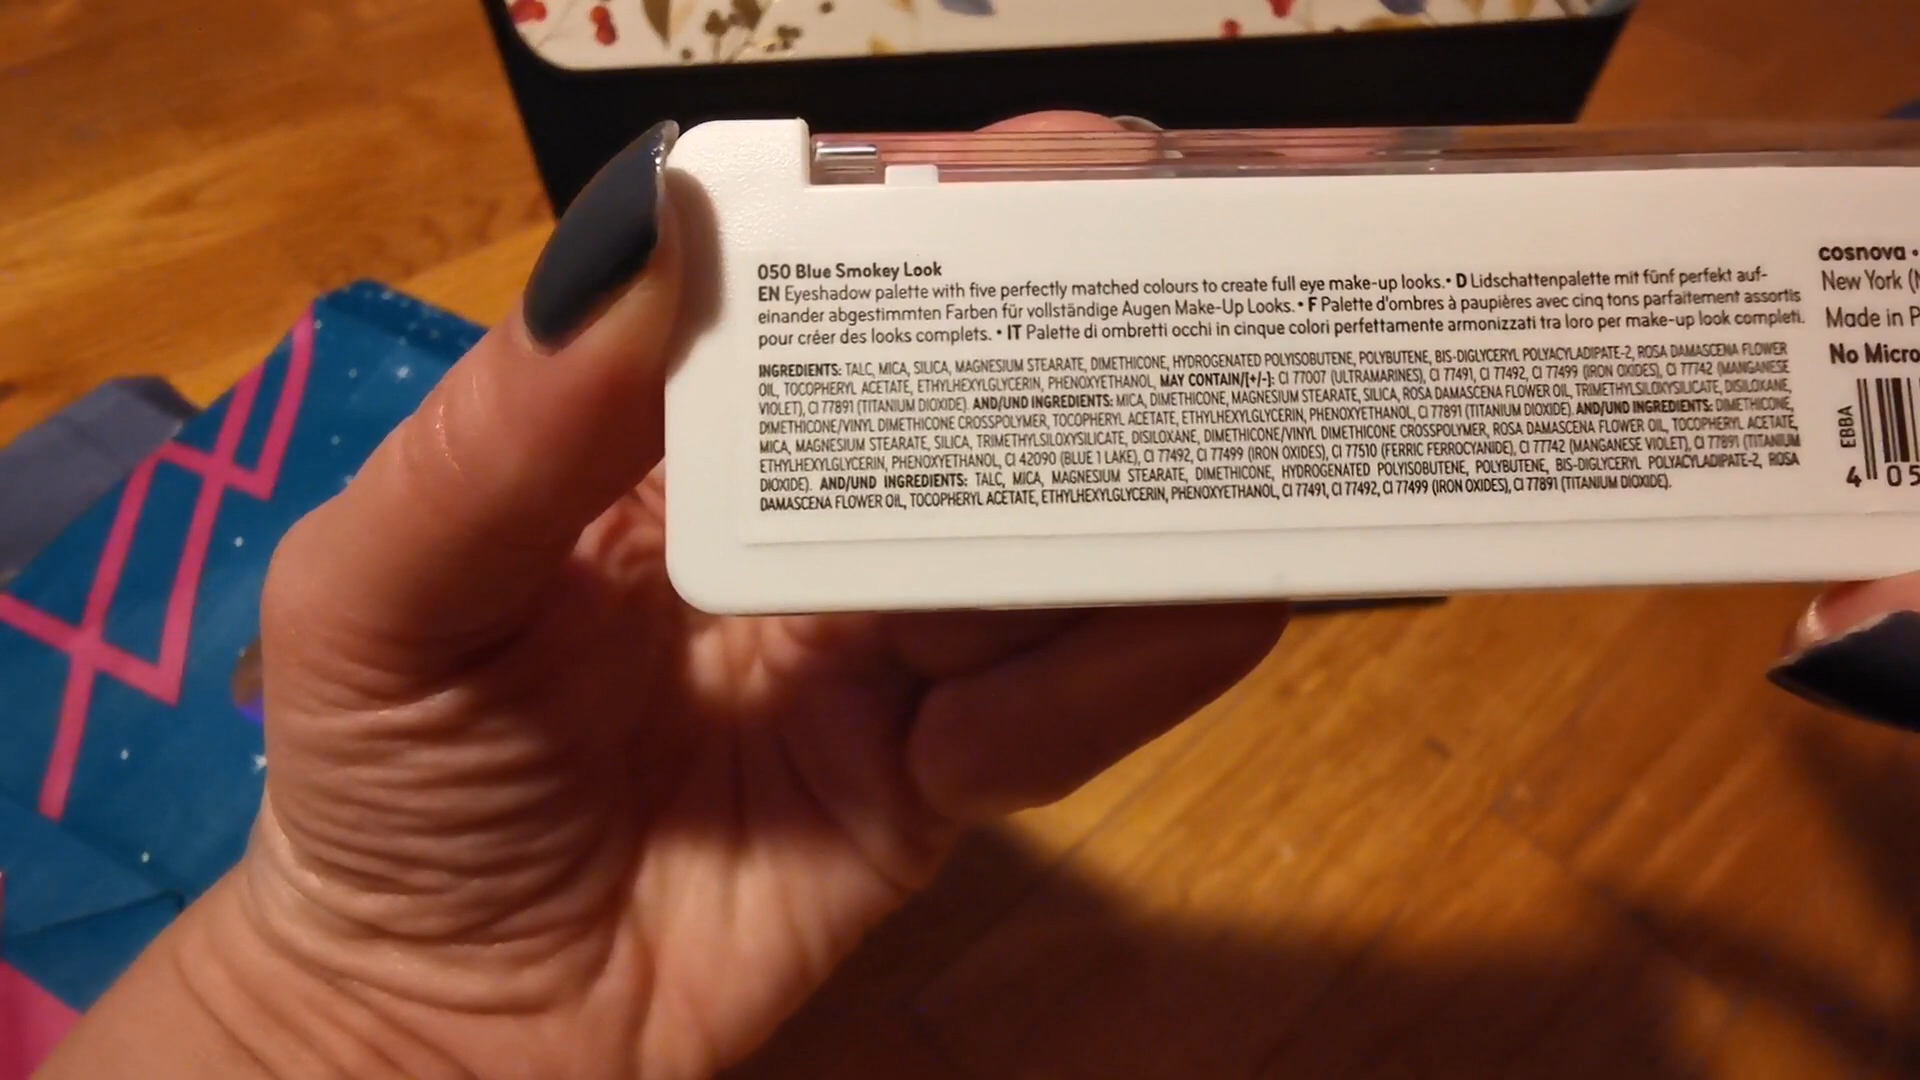 050 Blue Smokey Look
EN Eyeshadow palette with five perfectly matched colours to create full eye make-up looks. • D Lidschattenpalette mit fünf perfekt auf-
einander abgestimmten Farben für vollständige Augen Make-Up Looks. • F Palette d'ombres à paupières avec cinq tons parfaitement assortis
pour créer des looks complets. • IT Palette di ombretti occhi in cinque colori perfettamente armonizzati tra loro per make-up look completi.
INGREDIENTS: TALC, MICA, SILICA, MAGNESIUM STEARATE, DIMETHICONE, HYDROGENATED POLYISOBUTENE, POLYBUTENE, BIS-DIGLYCERYL POLYACYLADIPATE-2, ROSA DAMASCENA FLOWER
OIL, TOCOPHERYL ACETATE, ETHYLHEXYLGLYCERIN, PHENOXYETHANOL, MAY CONTAIN/[+/-]: CI 77007 (ULTRAMARINES), CI 77491, CI 77492, CI 77499 (IRON OXIDES), CI 77742 (MANGANESE
VIOLET), CI 77891 (TITANIUM DIOXIDE). AND/UND INGREDIENTS: MICA, DIMETHICONE, MAGNESIUM STEARATE, SILICA, ROSA DAMASCENA FLOWER OIL, TRIMETHYLSILOXYSILICATE, DISILOXANE,
DIMETHICONE/VINYL DIMETHICONE CROSSPOLYMER, TOCOPHERYL ACETATE, ETHYLHEXYLGLYCERIN, PHENOXYETHANOL, CI 77891 (TITANIUM DIOXIDE). AND/UND INGREDIENTS: DIMETHICONE,
MICA, MAGNESIUM STEARATE, SILICA, TRIMETHYLSILOXYSILICATE, DISILOXANE, DIMETHICONE/VINYL DIMETHICONE CROSSPOLYMER, ROSA DAMASCENA FLOWER OIL, TOCOPHERYL ACETATE,
ETHYLHEXYLGLYCERIN, PHENOXYETHANOL, CI 42090 (BLUE 1 LAKE), CI 77492, CI 77499 (IRON OXIDES), CI 77510 (FERRIC FERROCYANIDE), CI 77742 (MANGANESE VIOLET), CI 77891 (TITANIUM
DIOXIDE). AND/UND INGREDIENTS: TALC, MICA, MAGNESIUM STEARATE, DIMETHICONE, HYDROGENATED POLYISOBUTENE, POLYBUTENE, BIS-DIGLYCERYL POLYACYLADIPATE-2, ROSA
DAMASCENA FLOWER OIL, TOCOPHERYL ACETATE, ETHYLHEXYLGLYCERIN, PHENOXYETHANOL, CI 77491, CI 77492, CI 77499 (IRON OXIDES), CI 77891 (TITANIUM DIOXIDE).
cosnova •
New York
Made in
No Micro
EBBA
4 05